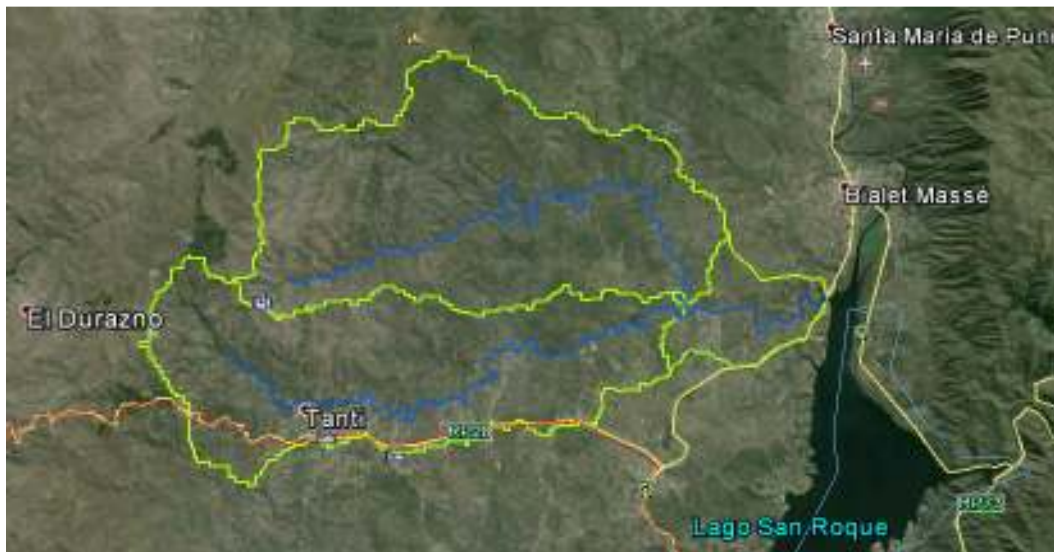 Santa Maria de Pun
Bialet Massé
El Durazno
Tanti
RP28
Lago San Roque